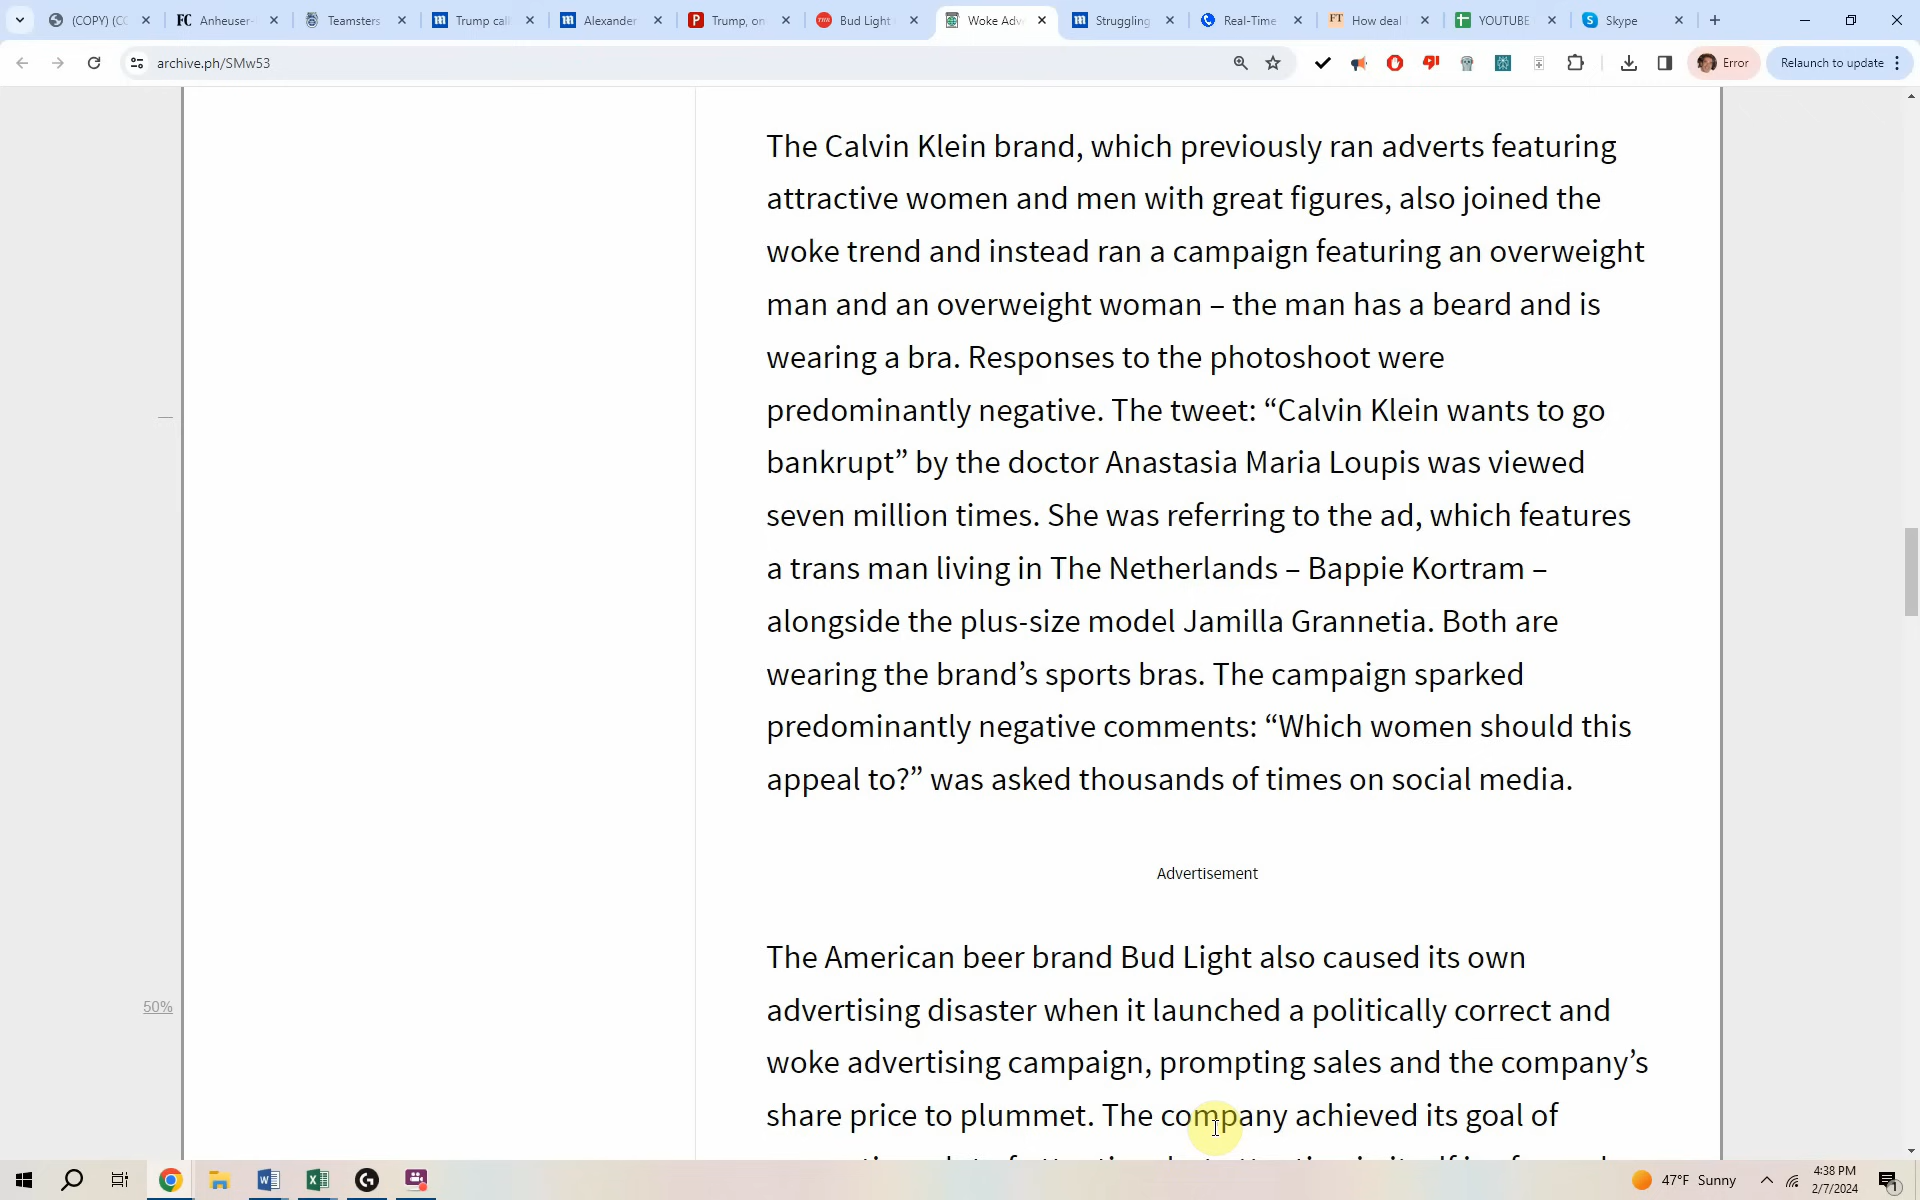 (COPY) (CC
FC Anheuser-
Teamsters
m Trump cal
m Alexander
P Trump, on
Bud Light
Woke Adv
m Struggling
Real-Time
FT How deal
YOUTUBE
S Skype
archive.ph/SMw53
Error
Relaunch to update
The Calvin Klein brand, which previously ran adverts featuring
attractive women and men with great figures, also joined the
woke trend and instead ran a campaign featuring an overweight
man and an overweight woman – the man has a beard and is
wearing a bra. Responses to the photoshoot were
predominantly negative. The tweet: “Calvin Klein wants to go
bankrupt” by the doctor Anastasia Maria Loupis was viewed
seven million times. She was referring to the ad, which features
a trans man living in The Netherlands – Bappie Kortram –
alongside the plus-size model Jamilla Grannetia. Both are
wearing the brand’s sports bras. The campaign sparked
predominantly negative comments: “Which women should this
appeal to?” was asked thousands of times on social media.
Advertisement
The American beer brand Bud Light also caused its own
50%
advertising disaster when it launched a politically correct and
woke advertising campaign, prompting sales and the company’s
share price to plummet. The company achieved its goal of
47°F Sunny
4:38 PM
2/7/2024
1